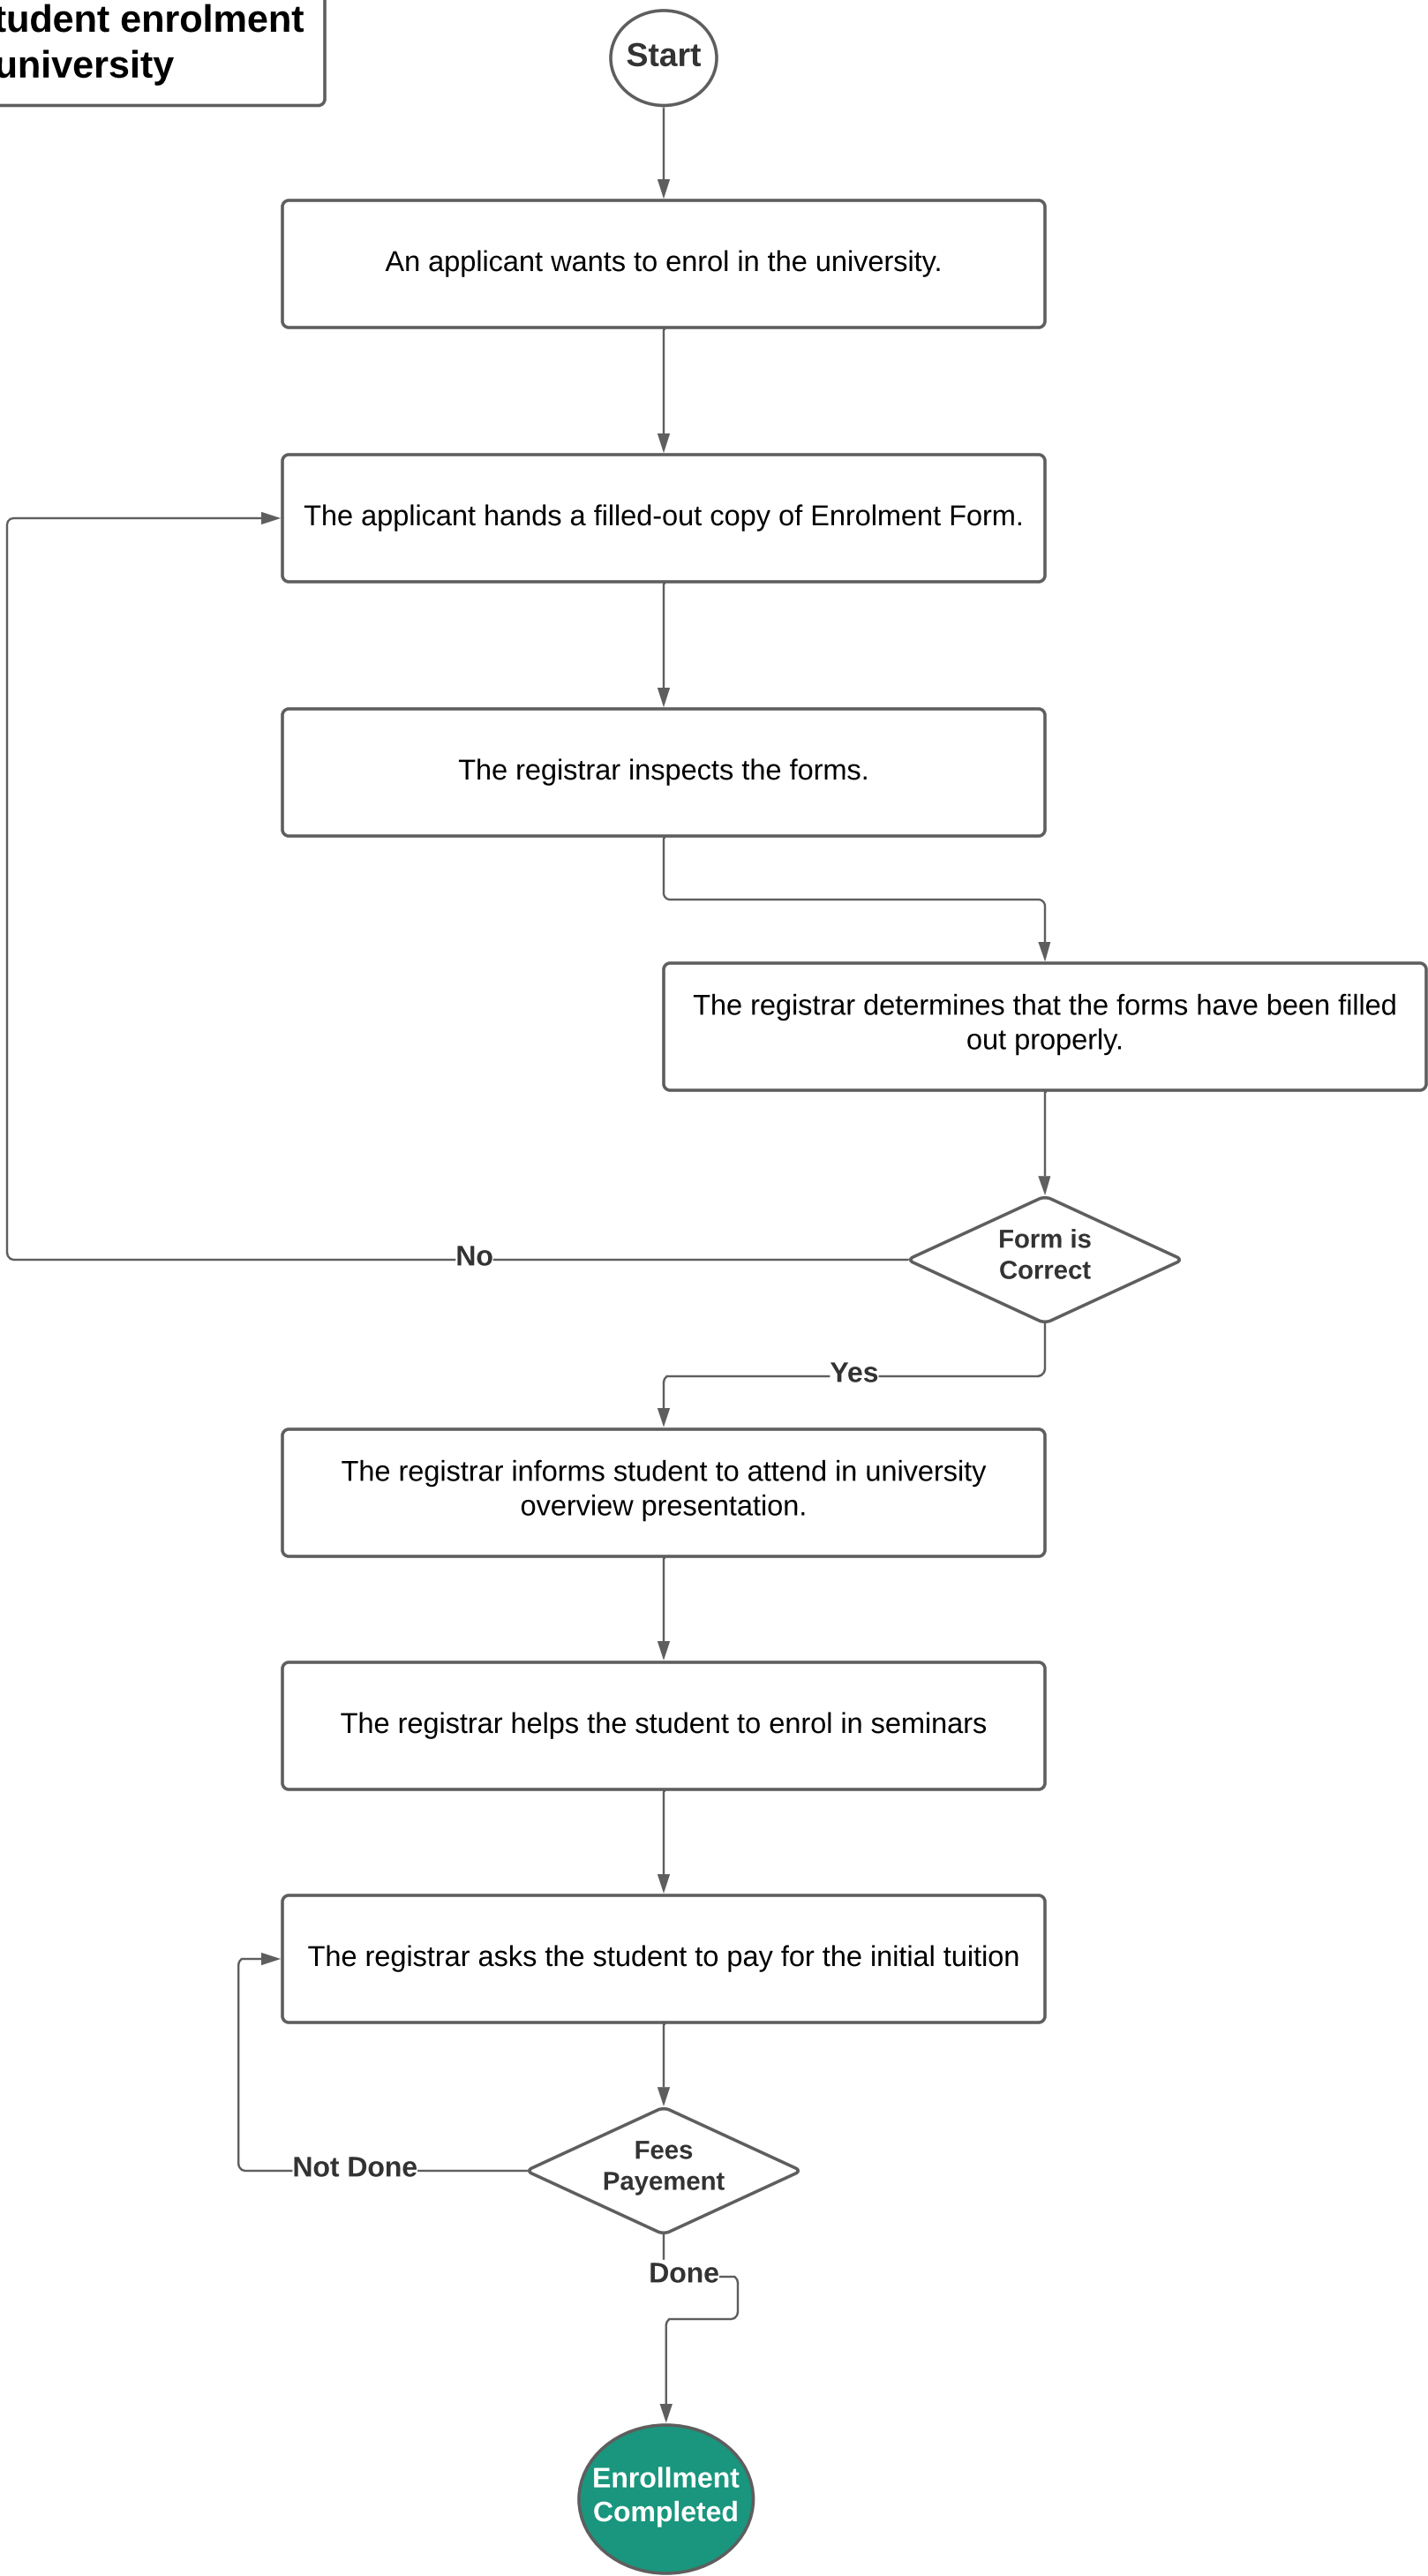 tudent enrolment
university
Start
An applicant wants to enrol in the university.
The applicant hands a filled-out copy of Enrolment Form.
The registrar inspects the forms.
The registrar determines that the forms have been filled
out properly.
Form is
Correct
No
Yes
The registrar informs student to attend in university
overview presentation.
The registrar helps the student to enrol in seminars
The registrar asks the student to pay for the initial tuition
Fees
Payement
Not Done
Done
Enrollment
Completed